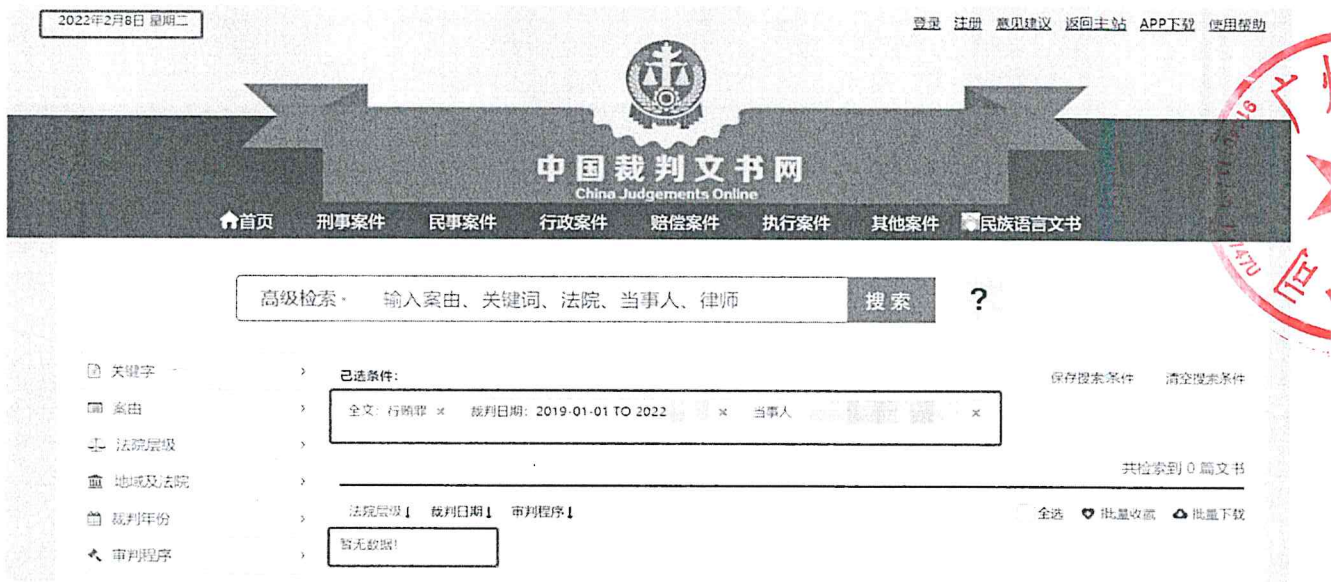 2022年2月8日 星期二
登录 注册 意见建议 返回主站 APP下载 使用帮助
中国裁判文书网
China Judgements Online
首页 刑事案件 民事案件 行政案件 赔偿案件 执行案件 其他案件 民族语言文书
高级检索 输入案由、关键词、法院、当事人、律师 搜索 ?
关键字
案由
法院层级
地域及法院
裁判年份
审判程序
已选条件:
保存搜索条件 清空搜索条件
全文: 行贿罪 × 裁判日期: 2019-01-01 TO 2022 × 当事人 ×
共检索到 0 篇文书
法院层级↓ 裁判日期↓ 审判程序↓
全选 批量收藏 批量下载
暂无数据!
广州
司
747U